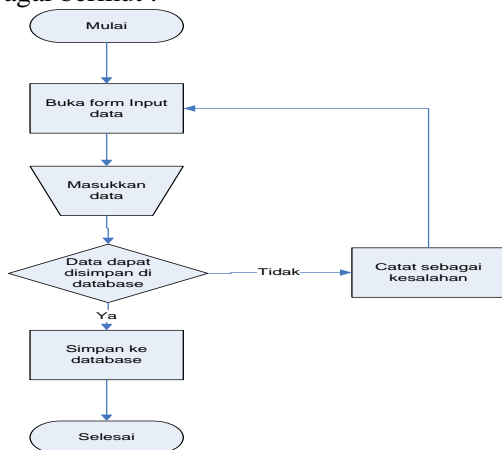 agai berikut :
Mulai
Buka form Input
data
Masukkan
data
Data dapat
disimpan di
database
Tidak
Catat sebagai
kesalahan
Ya
Simpan ke
database
Selesai